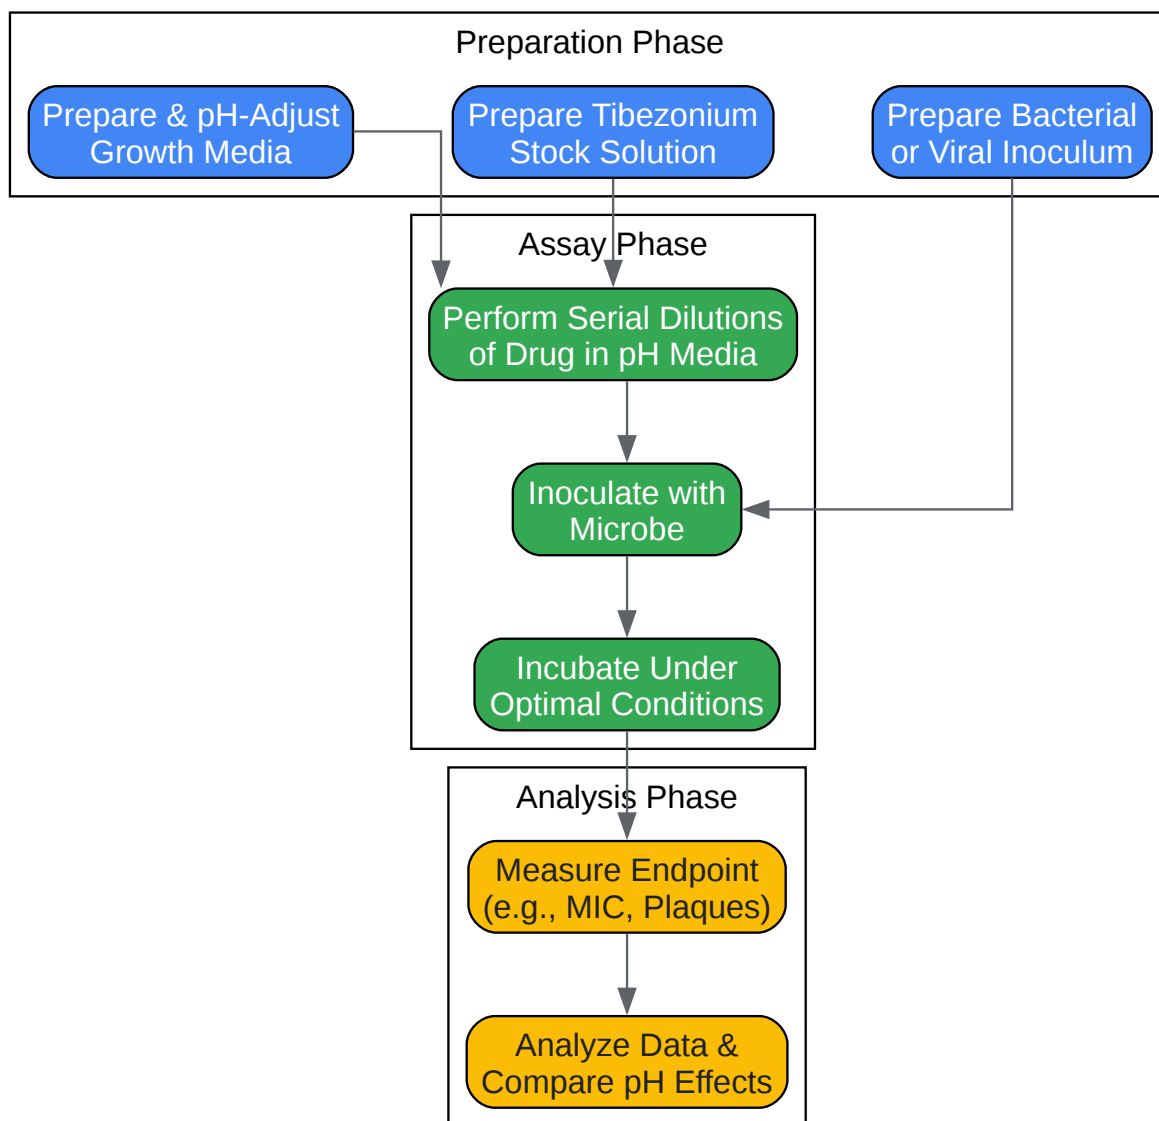 Preparation Phase
Prepare & pH-Adjust
Growth Media
Prepare Tibezonium
Stock Solution
Prepare Bacterial
or Viral Inoculum
Assay Phase
Perform Serial Dilutions
of Drug in pH Media
Inoculate with
Microbe
Incubate Under
Optimal Conditions
Analysis Phase
Measure Endpoint
(e.g., MIC, Plaques)
Analyze Data &
Compare pH Effects